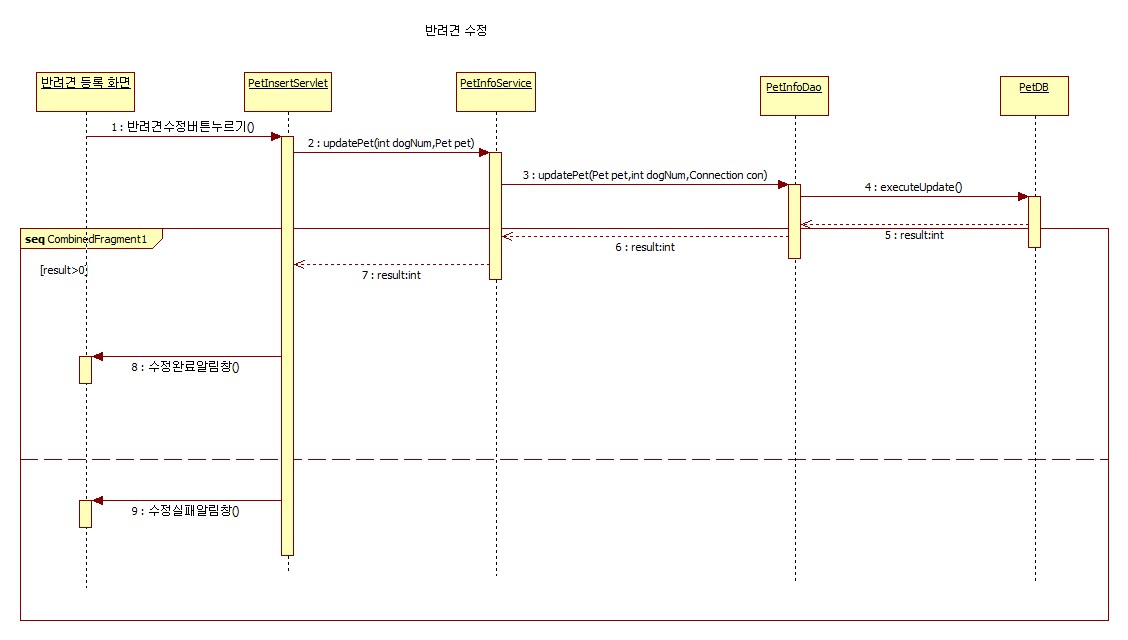 반려견 수정
반려견 등록 화면
PetInsertServlet
PetInfoService
PetInfoDao
PetDB
1 : 반려견수정버튼누르기()
2 : updatePet(int dogNum,Pet pet)
3 : updatePet(Pet pet,int dogNum,Connection con)
4 : executeUpdate()
5 : result:int
seq CombinedFragment1
6 : result:int
[result>0]
7 : result:int
8 : 수정완료알림창()
9 : 수정실패알림창()